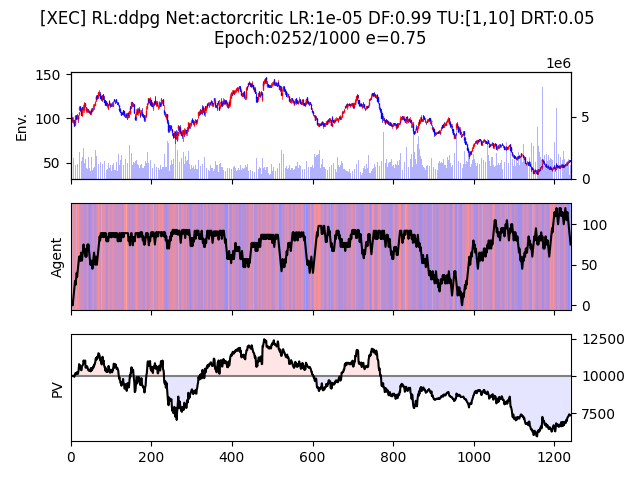 [XEC] RL:ddpg Net:actorcritic LR:1e-05 DF:0.99 TU:[1,10] DRT:0.05
Epoch:0252/1000 e=0.75
1e6
150
100
50
Env.
5
0
Agent
100
50
0
PV
12500
10000
7500
0 200 400 600 800 1000 1200